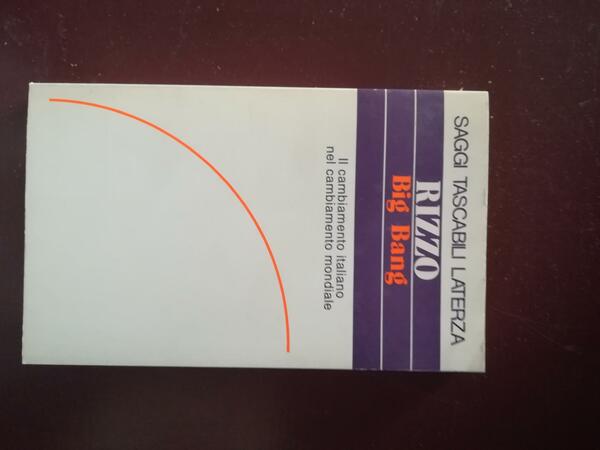 SAGGI TASCABILI LATERZA
RIZZO
Big Bang
Il cambiamento italiano
nel cambiamento mondiale